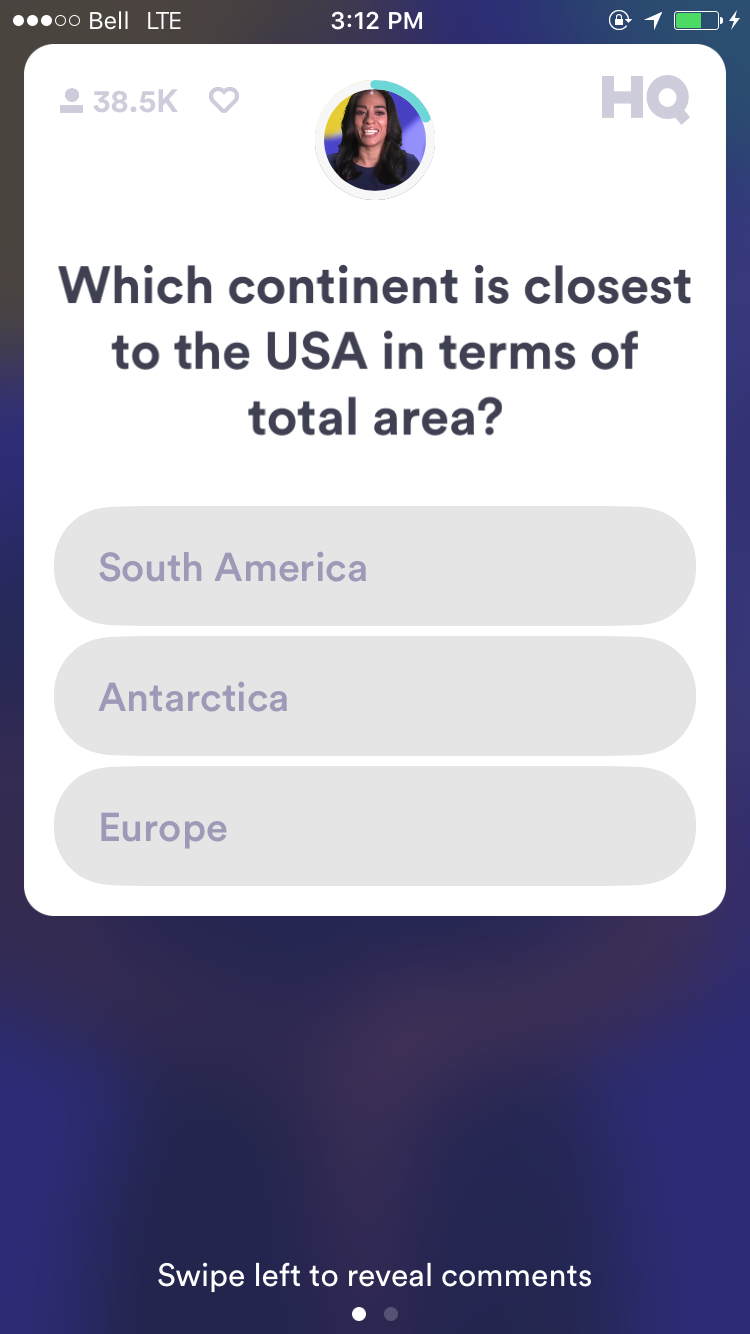 Bell LTE 3:12 PM
38.5K HQ
Which continent is closest
to the USA in terms of
total area?
South America
Antarctica
Europe
Swipe left to reveal comments